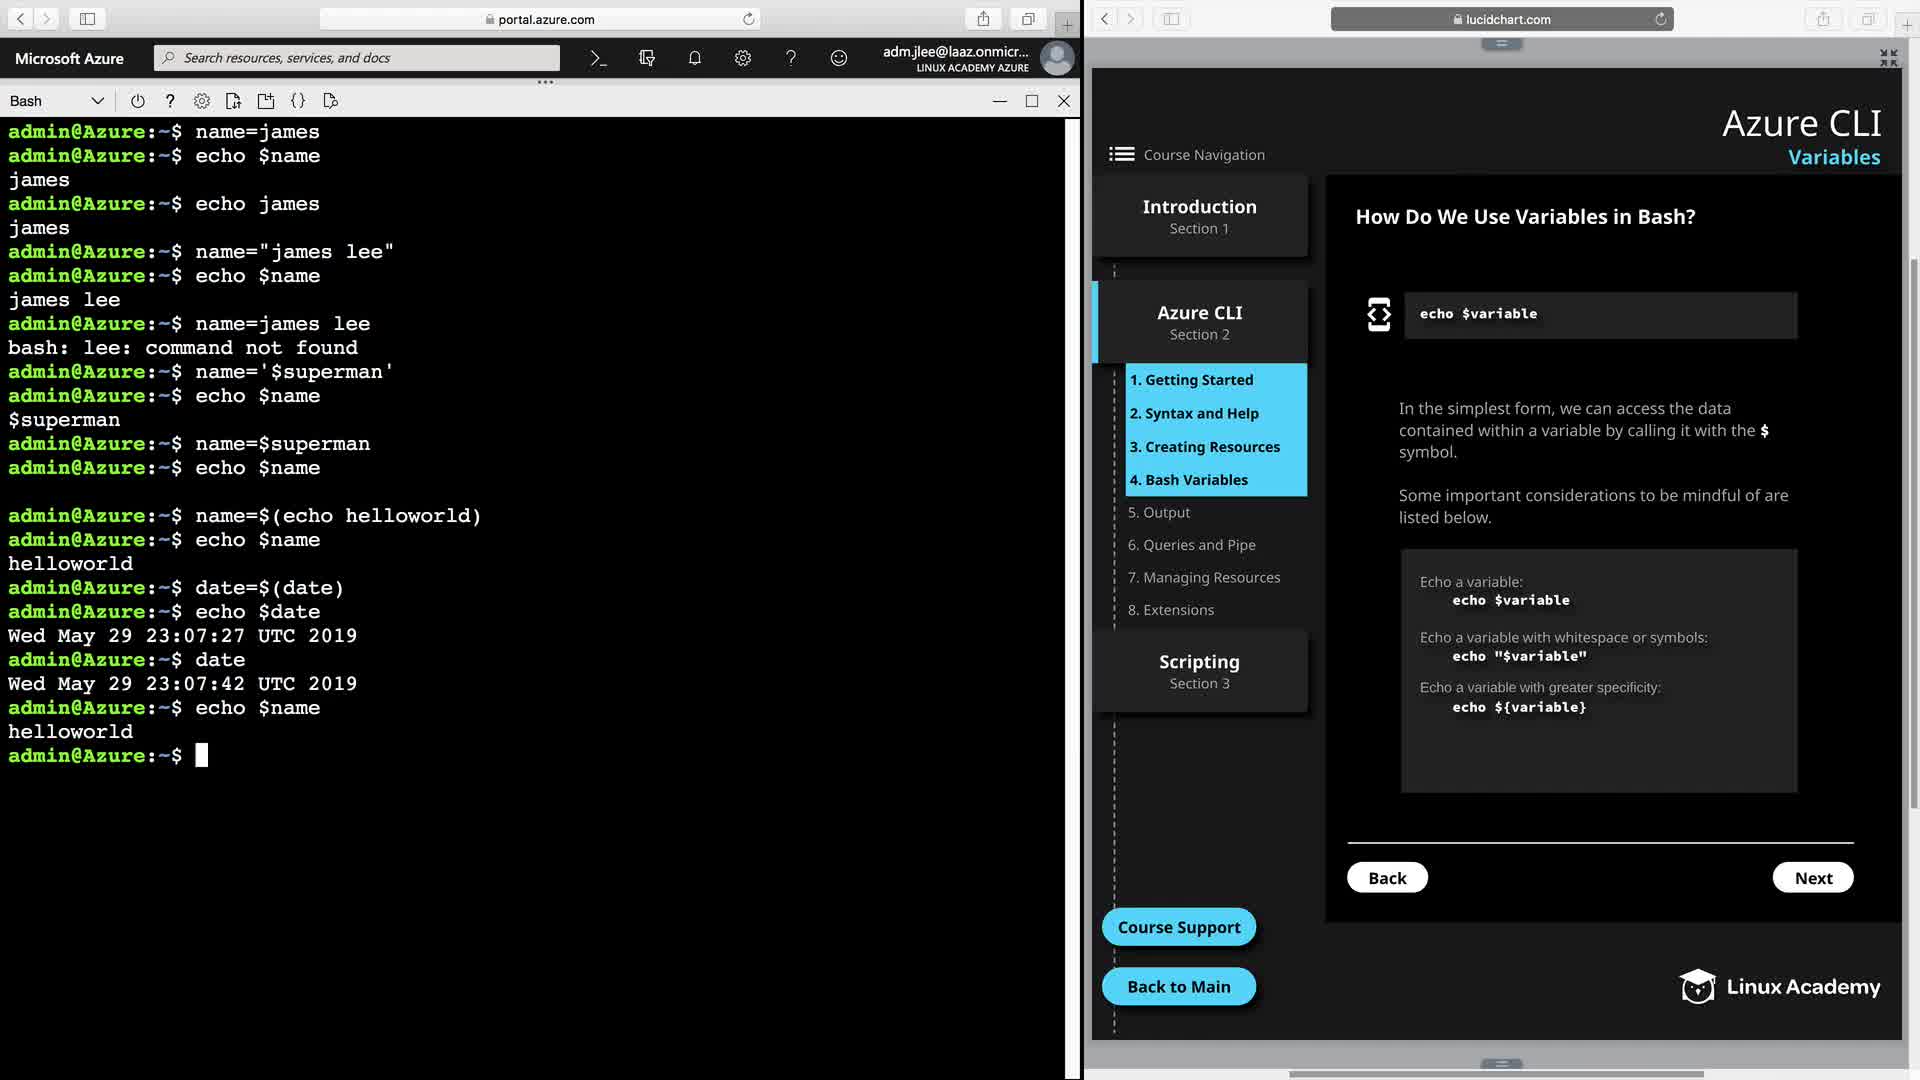 portal.azure.com
Microsoft Azure
Search resources, services, and docs
adm.jlee@laaz.onmicr...
LINUX ACADEMY AZURE
Bash
admin@Azure:~$ name=james
admin@Azure:~$ echo $name
james
admin@Azure:~$ echo james
james
admin@Azure:~$ name="james lee"
admin@Azure:~$ echo $name
james lee
admin@Azure:~$ name=james lee
bash: lee: command not found
admin@Azure:~$ name='$superman'
admin@Azure:~$ echo $name
$superman
admin@Azure:~$ name=$superman
admin@Azure:~$ echo $name
admin@Azure:~$ name=$(echo helloworld)
admin@Azure:~$ echo $name
helloworld
admin@Azure:~$ date=$(date)
admin@Azure:~$ echo $date
Wed May 29 23:07:27 UTC 2019
admin@Azure:~$ date
Wed May 29 23:07:42 UTC 2019
admin@Azure:~$ echo $name
helloworld
admin@Azure:~$
lucidchart.com
Azure CLI
Variables
Course Navigation
Introduction
Section 1
Azure CLI
Section 2
1. Getting Started
2. Syntax and Help
3. Creating Resources
4. Bash Variables
5. Output
6. Queries and Pipe
7. Managing Resources
8. Extensions
Scripting
Section 3
Course Support
Back to Main
How Do We Use Variables in Bash?
echo $variable
In the simplest form, we can access the data
contained within a variable by calling it with the $
symbol.
Some important considerations to be mindful of are
listed below.
Echo a variable:
echo $variable
Echo a variable with whitespace or symbols:
echo "$variable"
Echo a variable with greater specificity:
echo ${variable}
Back
Next
Linux Academy